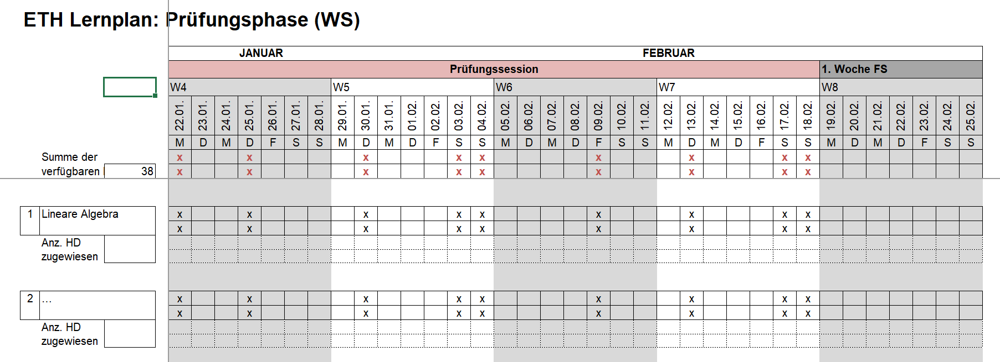 ETH Lernplan: Prüfungsphase (WS)
JANUAR FEBRUAR
Prüfungssession 1. Woche FS
W4 W5 W6 W7 W8
22.01. 23.01. 24.01. 25.01. 26.01. 27.01. 28.01. 29.01. 30.01. 31.01. 01.02. 02.02. 03.02. 04.02. 05.02. 06.02. 07.02. 08.02. 09.02. 10.02. 11.02. 12.02. 13.02. 14.02. 15.02. 16.02. 17.02. 18.02. 19.02. 20.02. 21.02. 22.02. 23.02. 24.02. 25.02.
M D M D F S S M D M D F S S M D M D F S S M D M D F S S M D M D F S S
Summe der x x x x x x x x x
verfügbaren 38 x x x x x x x x x
1 Lineare Algebra x x x x x x x x x
x x x x x x x x x
Anz. HD
zugewiesen
2 ... x x x x x x x x x
x x x x x x x x x
Anz. HD
zugewiesen